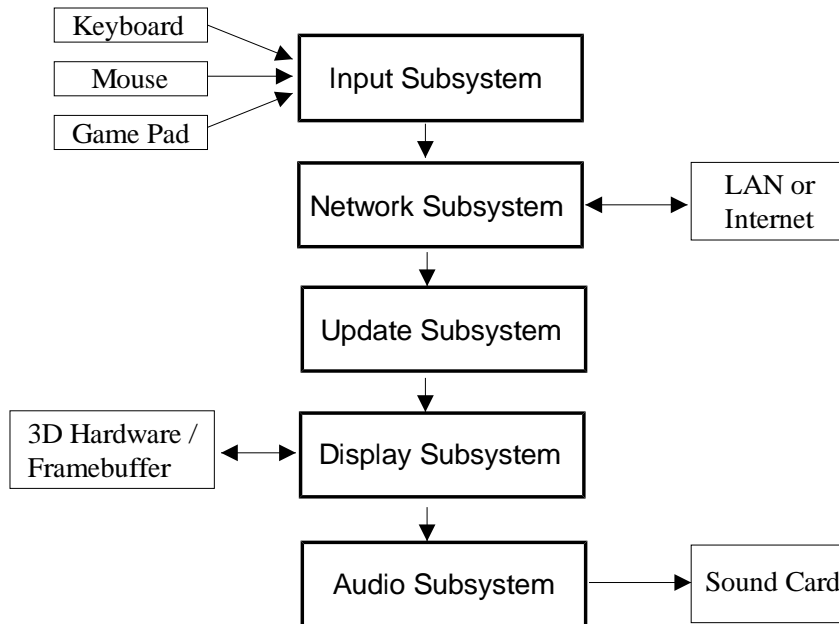 Keyboard
Mouse
Game Pad
Input Subsystem
Network Subsystem
LAN or
Internet
Update Subsystem
3D Hardware /
Framebuffer
Display Subsystem
Audio Subsystem
Sound Card